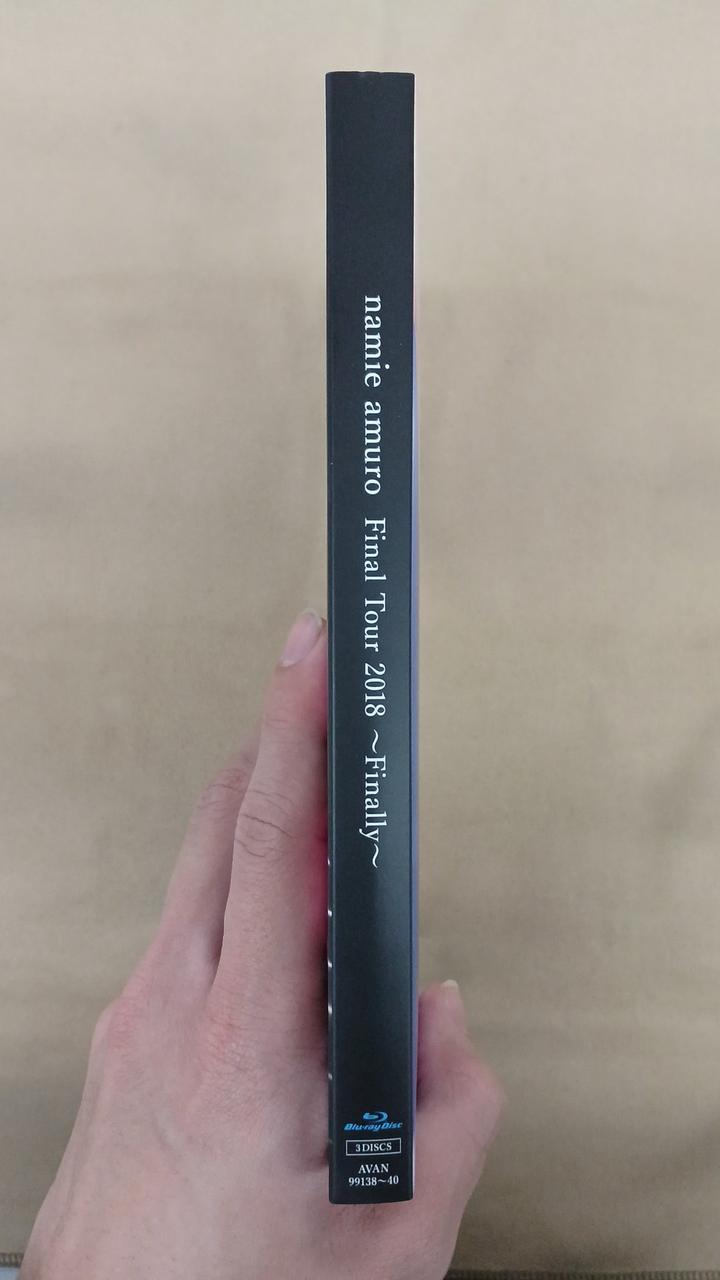 namie amuro Final Tour 2018 ～Finally～
Blu-ray Disc
3 DISCS
AVAN
99138～40